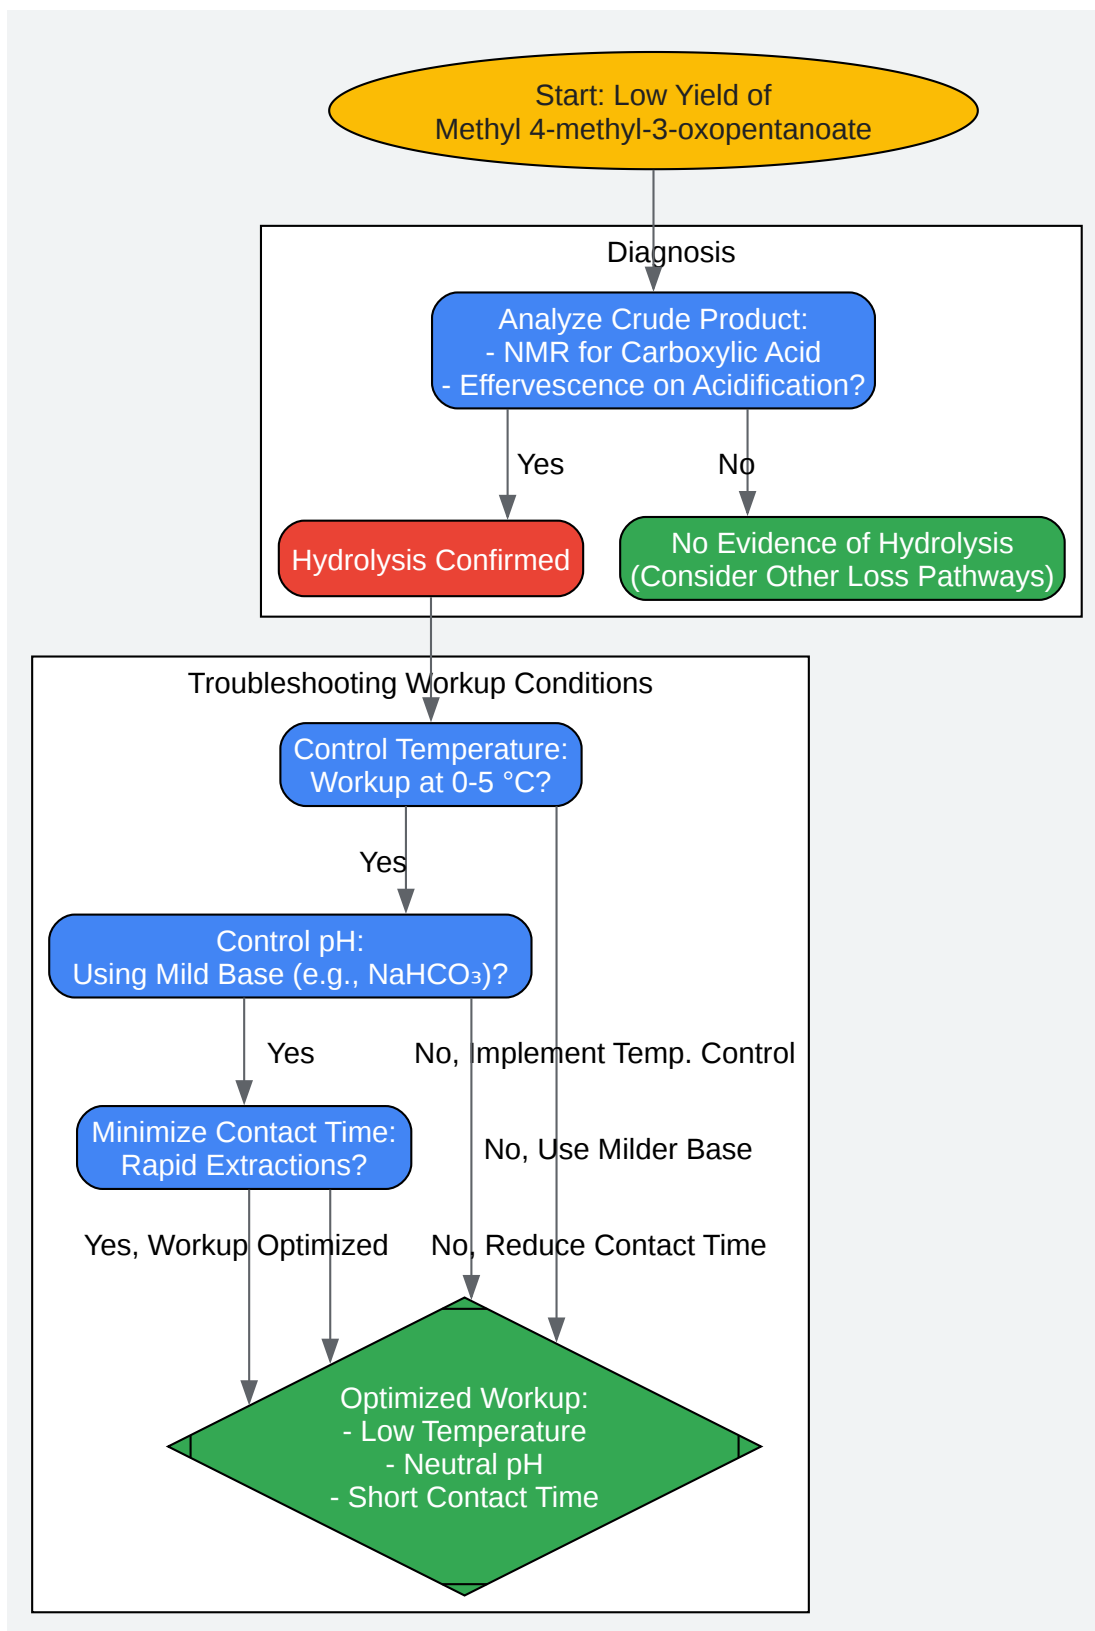 Start: Low Yield of
Methyl 4-methyl-3-oxopentanoate
Diagnosis
Analyze Crude Product:
- NMR for Carboxylic Acid
- Effervescence on Acidification?
Yes
No
Hydrolysis Confirmed
No Evidence of Hydrolysis
(Consider Other Loss Pathways)
Troubleshooting Workup Conditions
Control Temperature:
Workup at 0-5 °C?
Yes
Control pH:
Using Mild Base (e.g., NaHCO₃)?
Yes
No, Implement Temp. Control
Minimize Contact Time:
Rapid Extractions?
No, Use Milder Base
Yes, Workup Optimized
No, Reduce Contact Time
Optimized Workup:
- Low Temperature
- Neutral pH
- Short Contact Time